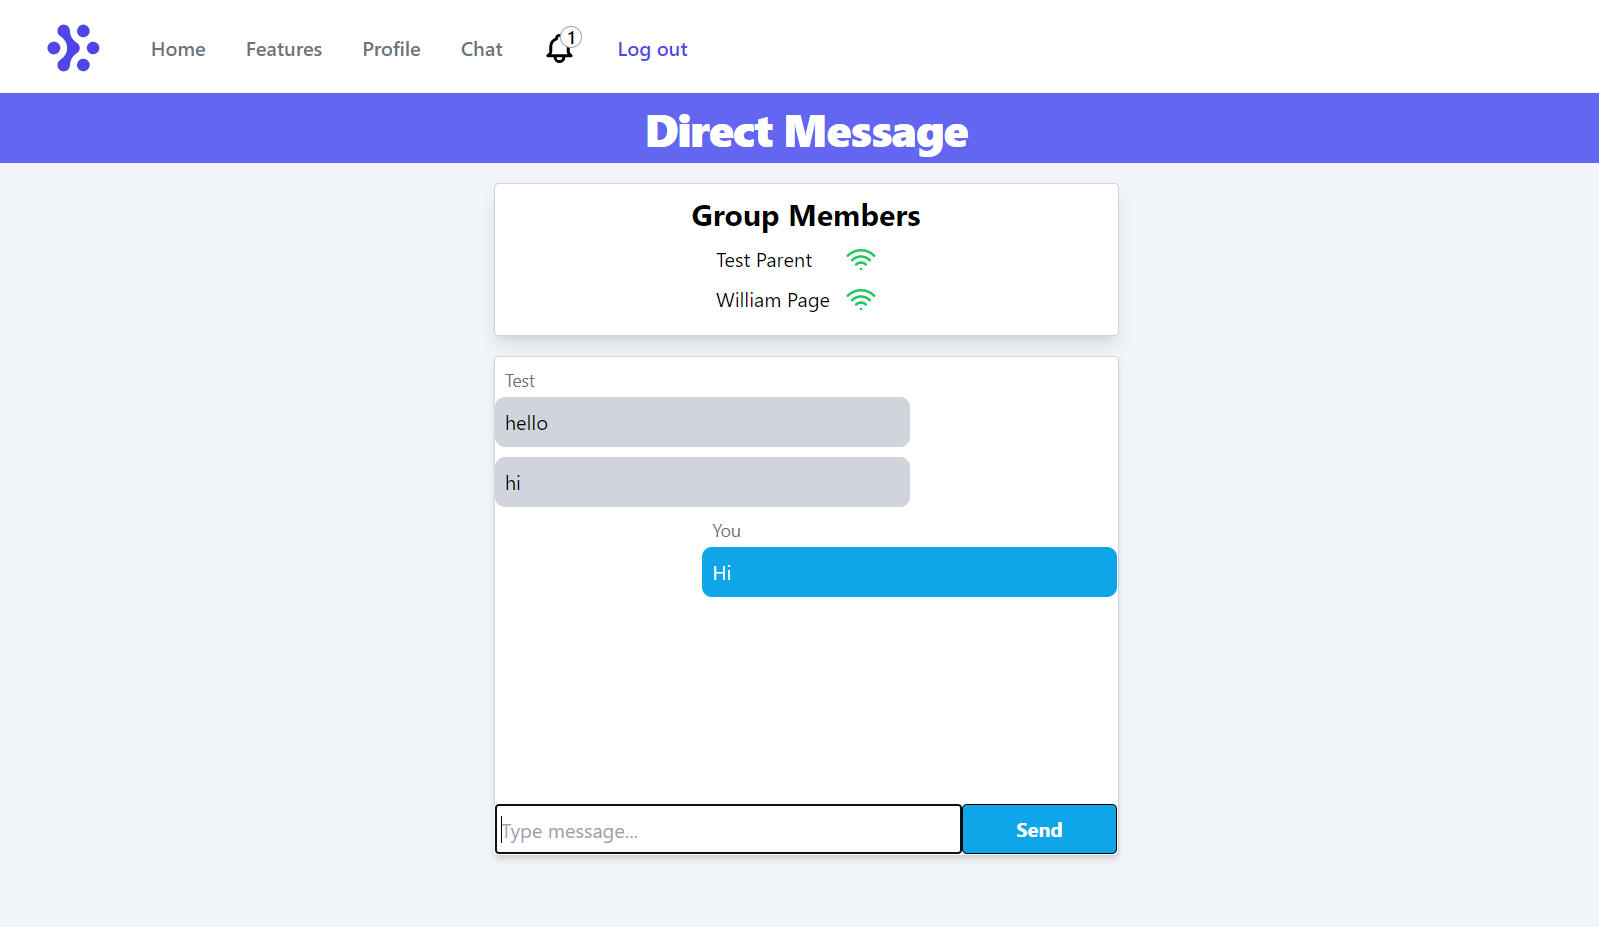 Home Features Profile Chat 1 Log out
Direct Message
Group Members
Test Parent
William Page
Test
hello
hi
You
Hi
Type message... Send